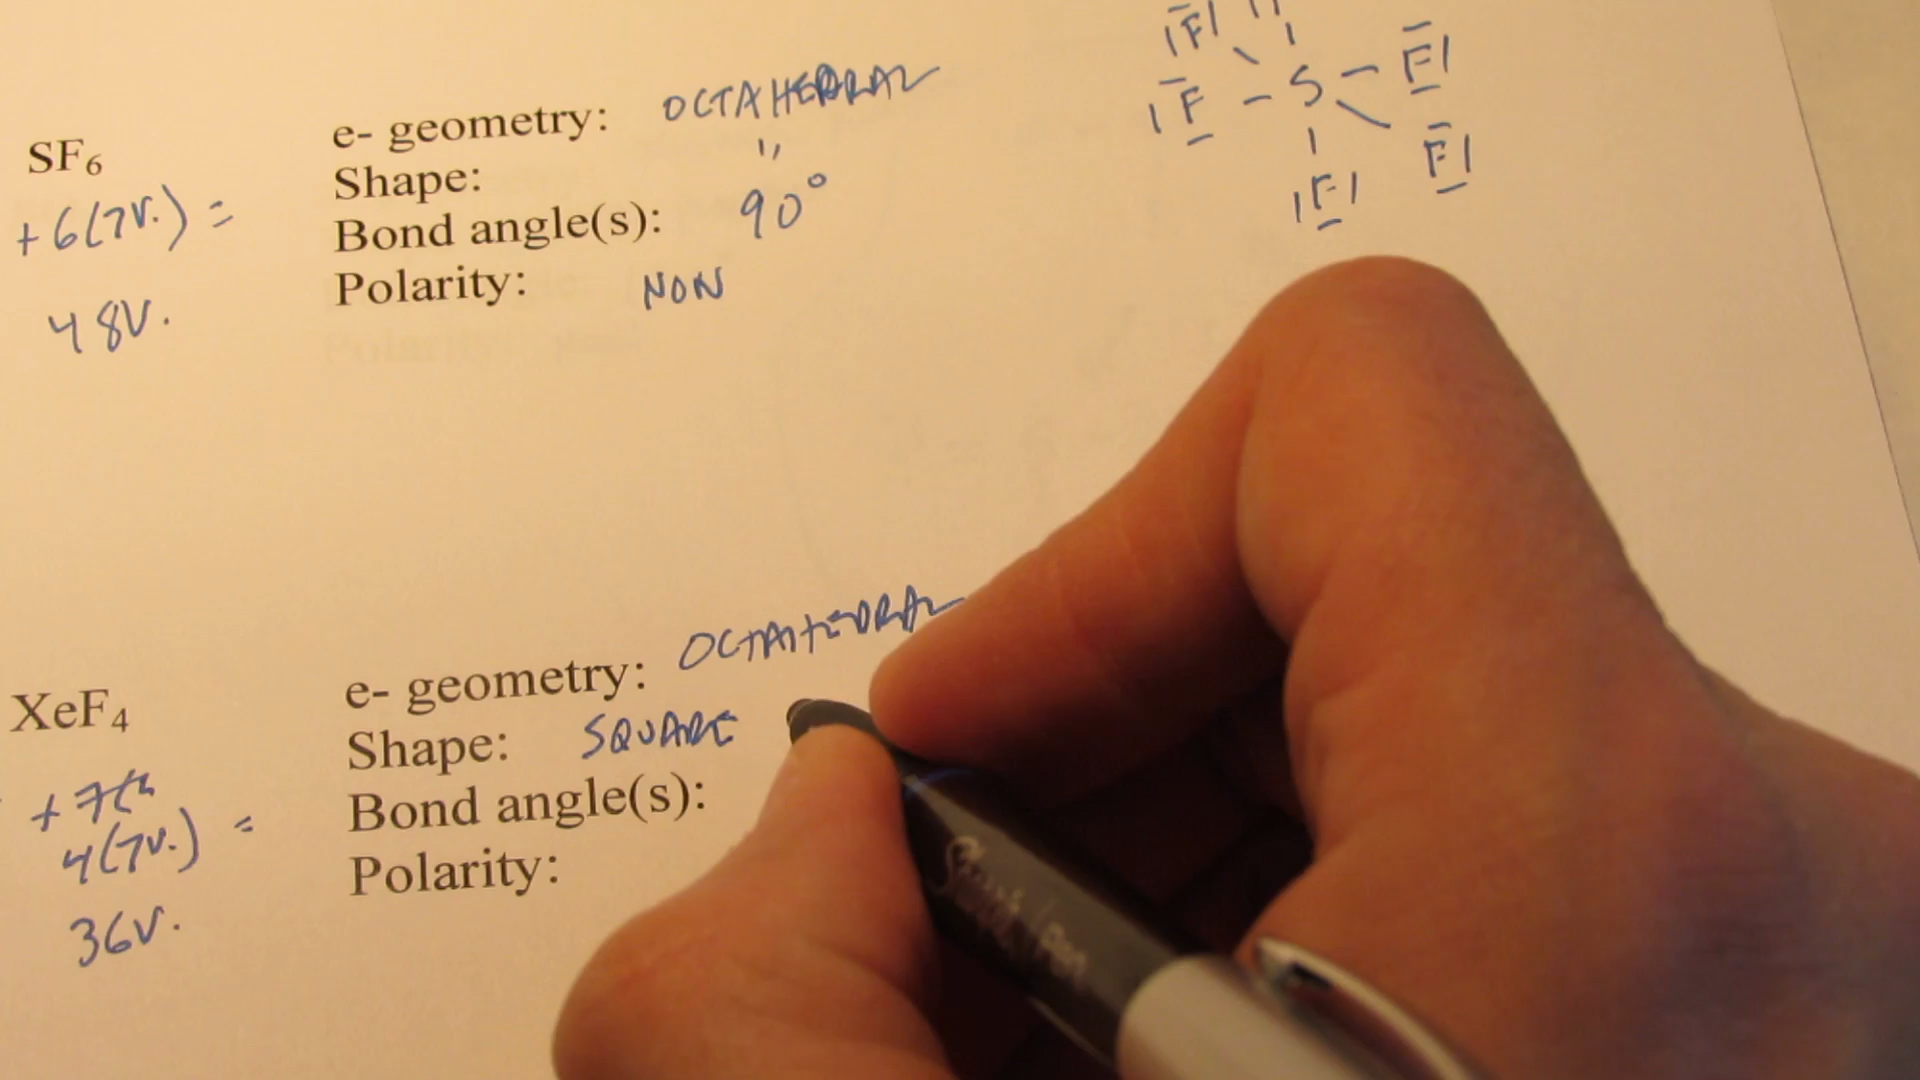 SF₆
e- geometry: OCTAHEDRAL
Shape: "
Bond angle(s): 90°
Polarity: NON
+6(7V.) =
48V.
|F|
|F - S - F|
|F| F|
XeF₄
e- geometry: OCTAHEDRAL
Shape: SQUARE
Bond angle(s):
Polarity:
4(7V.) =
36V.